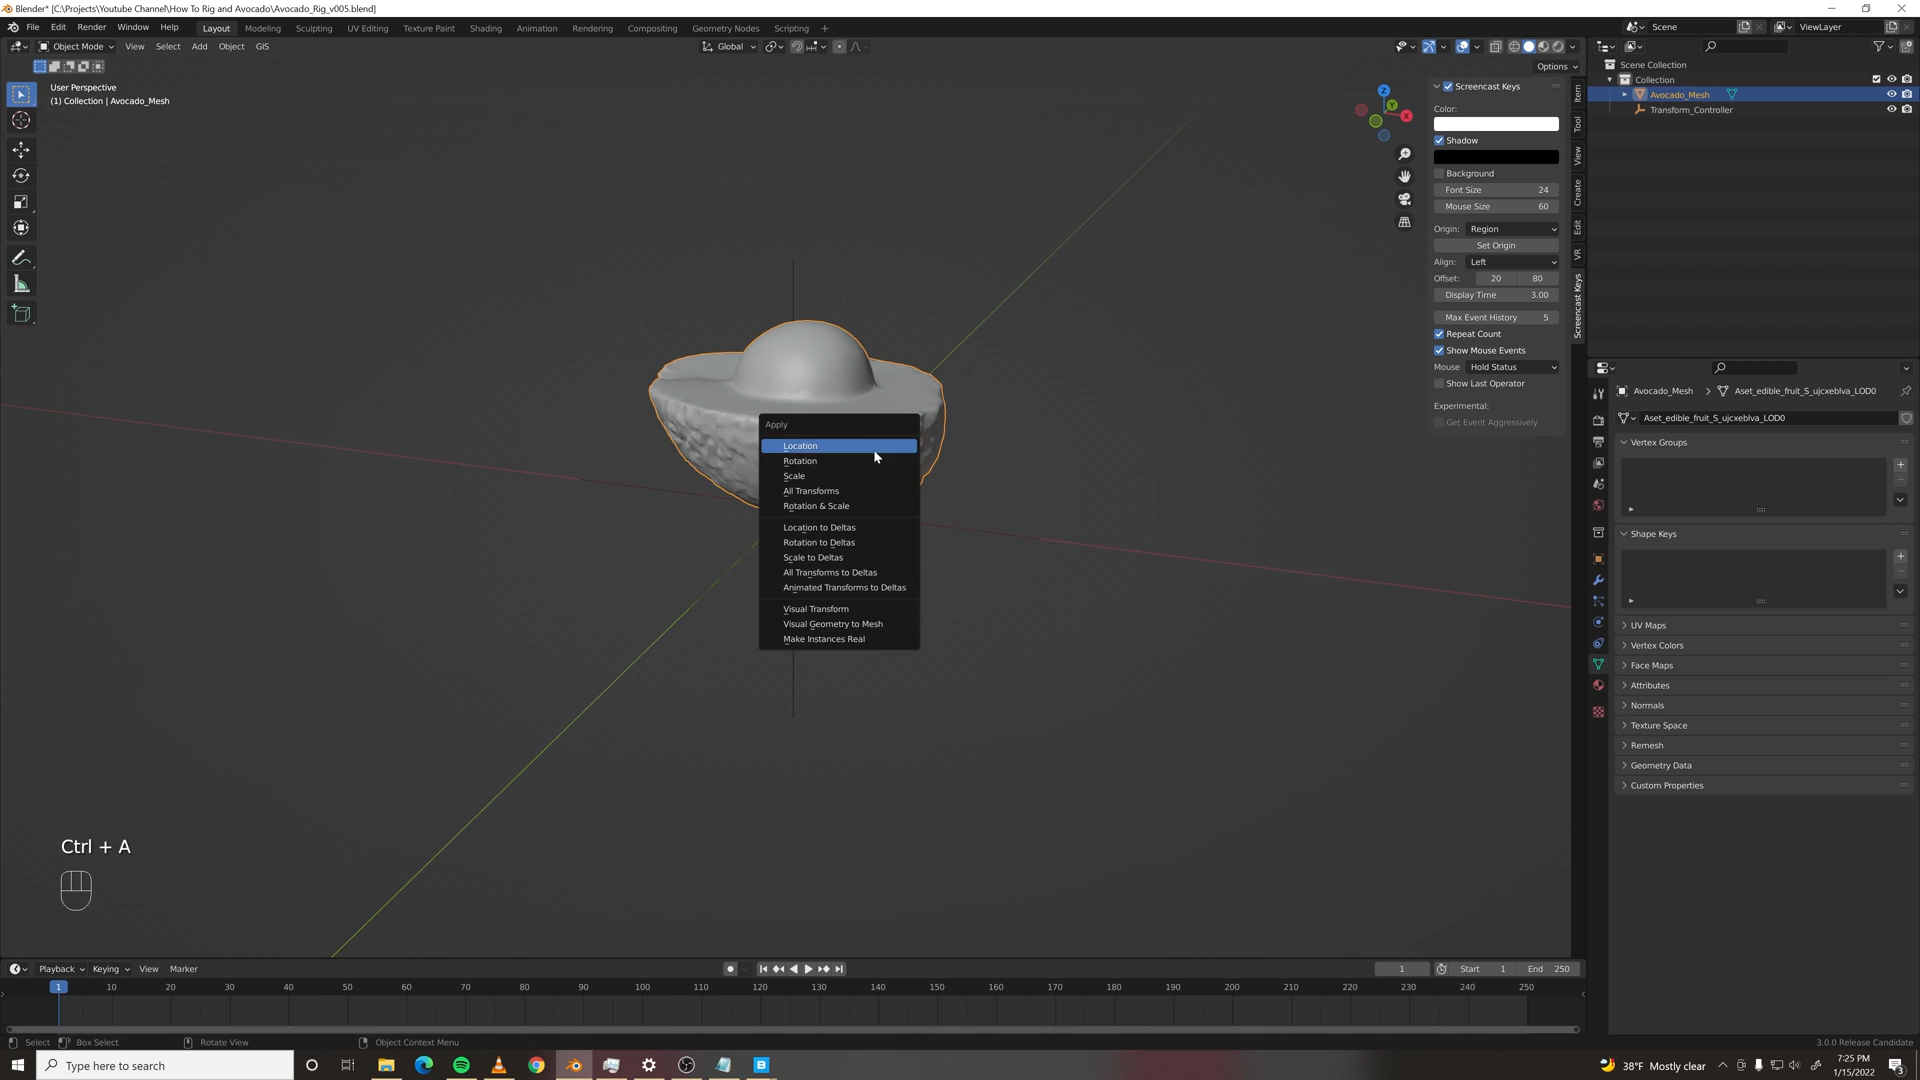 Blender* [C:\Projects\Youtube Channel\How To Rig and Avocado\Avocado_Rig_v005.blend]
File Edit Render Window Help Layout Modeling Sculpting UV Editing Texture Paint Shading Animation Rendering Compositing Geometry Nodes Scripting + Scene ViewLayer
Object Mode View Select Add Object GIS Global
Options
User Perspective
(1) Collection | Avocado_Mesh
Z
Y
X
Screencast Keys
Color:
Shadow
Background
Font Size 24
Mouse Size 60
Origin: Region
Set Origin
Align: Left
Offset: 20 80
Display Time 3.00
Max Event History 5
Repeat Count
Show Mouse Events
Mouse Hold Status
Show Last Operator
Experimental:
Get Event Aggressively
Item
Tool
View
Create
Edit
VR
Screencast Keys
Scene Collection
Collection
Avocado_Mesh
Transform_Controller
Avocado_Mesh > Aset_edible_fruit_S_ujcxeblva_LOD0
Aset_edible_fruit_S_ujcxeblva_LOD0
Vertex Groups
Shape Keys
UV Maps
Vertex Colors
Face Maps
Attributes
Normals
Texture Space
Remesh
Geometry Data
Custom Properties
Apply
Location
Rotation
Scale
All Transforms
Rotation & Scale
Location to Deltas
Rotation to Deltas
Scale to Deltas
All Transforms to Deltas
Animated Transforms to Deltas
Visual Transform
Visual Geometry to Mesh
Make Instances Real
Ctrl + A
Playback Keying View Marker 1 Start 1 End 250
1 10 20 30 40 50 60 70 80 90 100 110 120 130 140 150 160 170 180 190 200 210 220 230 240 250
Select Box Select Rotate View Object Context Menu 3.0.0 Release Candidate
Type here to search
38°F Mostly clear
7:25 PM
1/15/2022
3